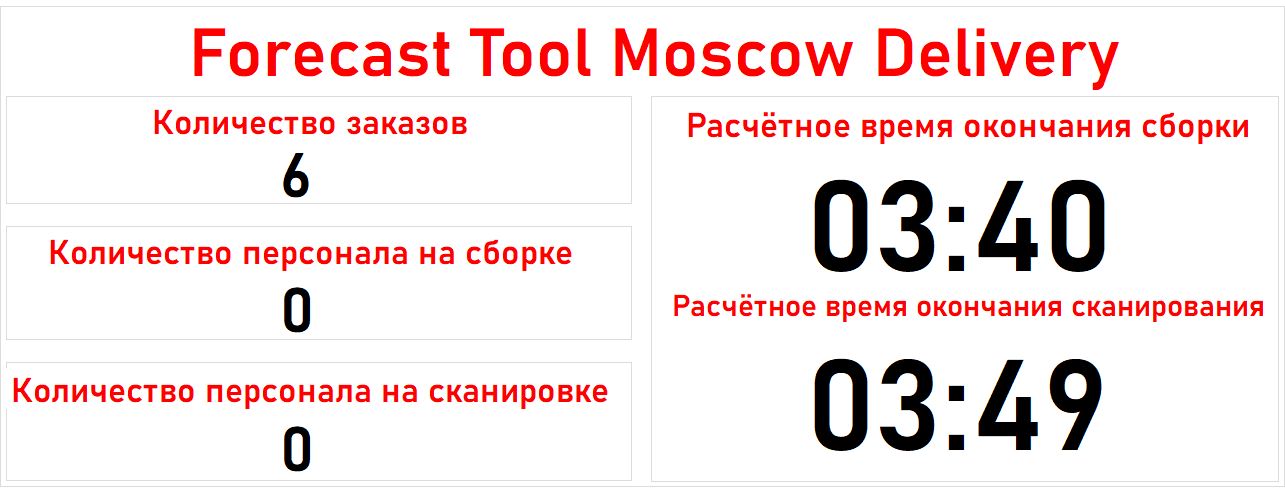 Forecast Tool Moscow Delivery
Количество заказов
6
Количество персонала на сборке
0
Количество персонала на сканировке
0
Расчётное время окончания сборки
03:40
Расчётное время окончания сканирования
03:49